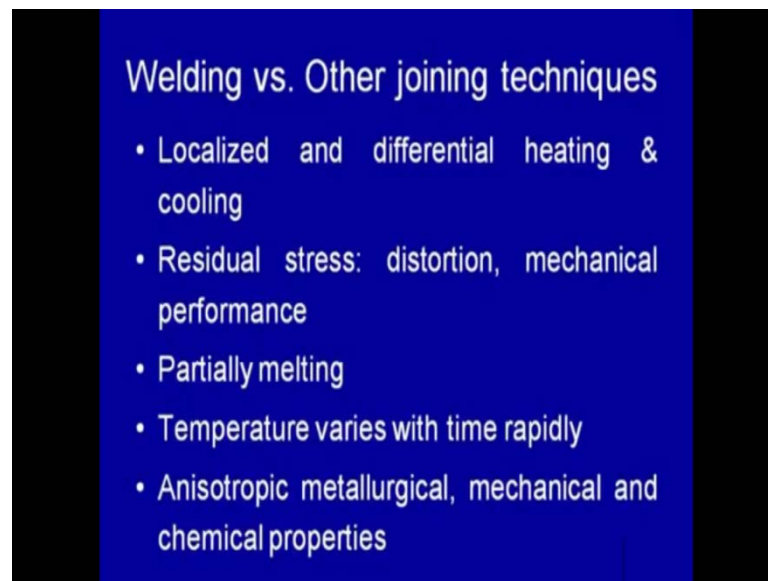 Welding vs. Other joining techniques
• Localized and differential heating &
cooling
• Residual stress: distortion, mechanical
performance
• Partially melting
• Temperature varies with time rapidly
• Anisotropic metallurgical, mechanical and
chemical properties